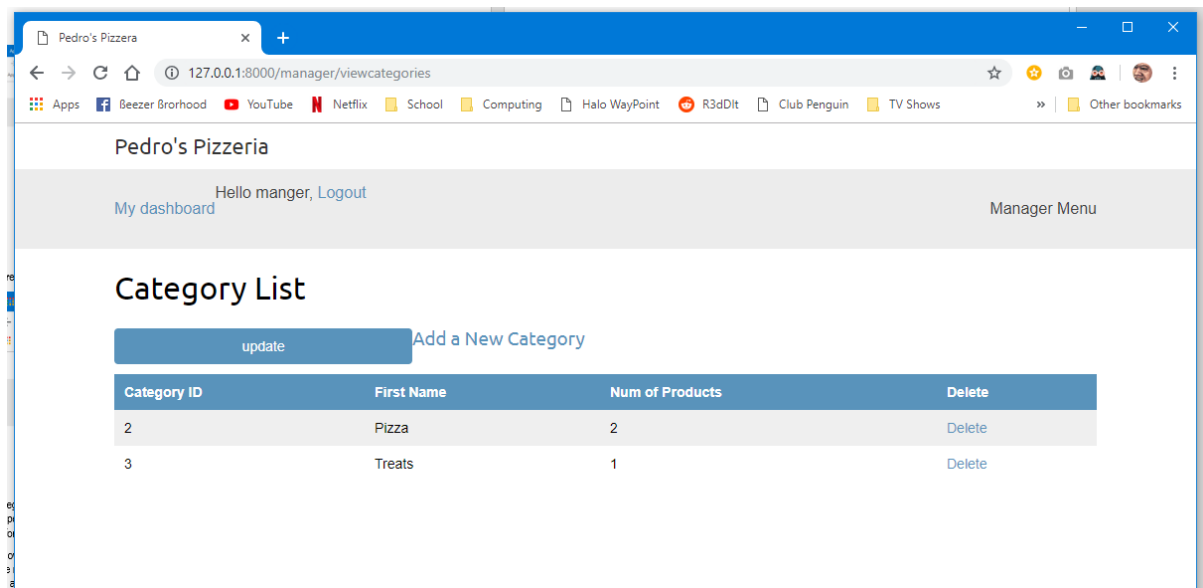 Pedro's Pizzera
127.0.0.1:8000/manager/viewcategories
Apps Beezer Brorhood YouTube Netflix School Computing Halo WayPoint R3dDIt Club Penguin TV Shows » Other bookmarks
Pedro's Pizzeria
Hello manger, Logout
My dashboard Manager Menu
Category List
update Add a New Category
Category ID First Name Num of Products Delete
2 Pizza 2 Delete
3 Treats 1 Delete